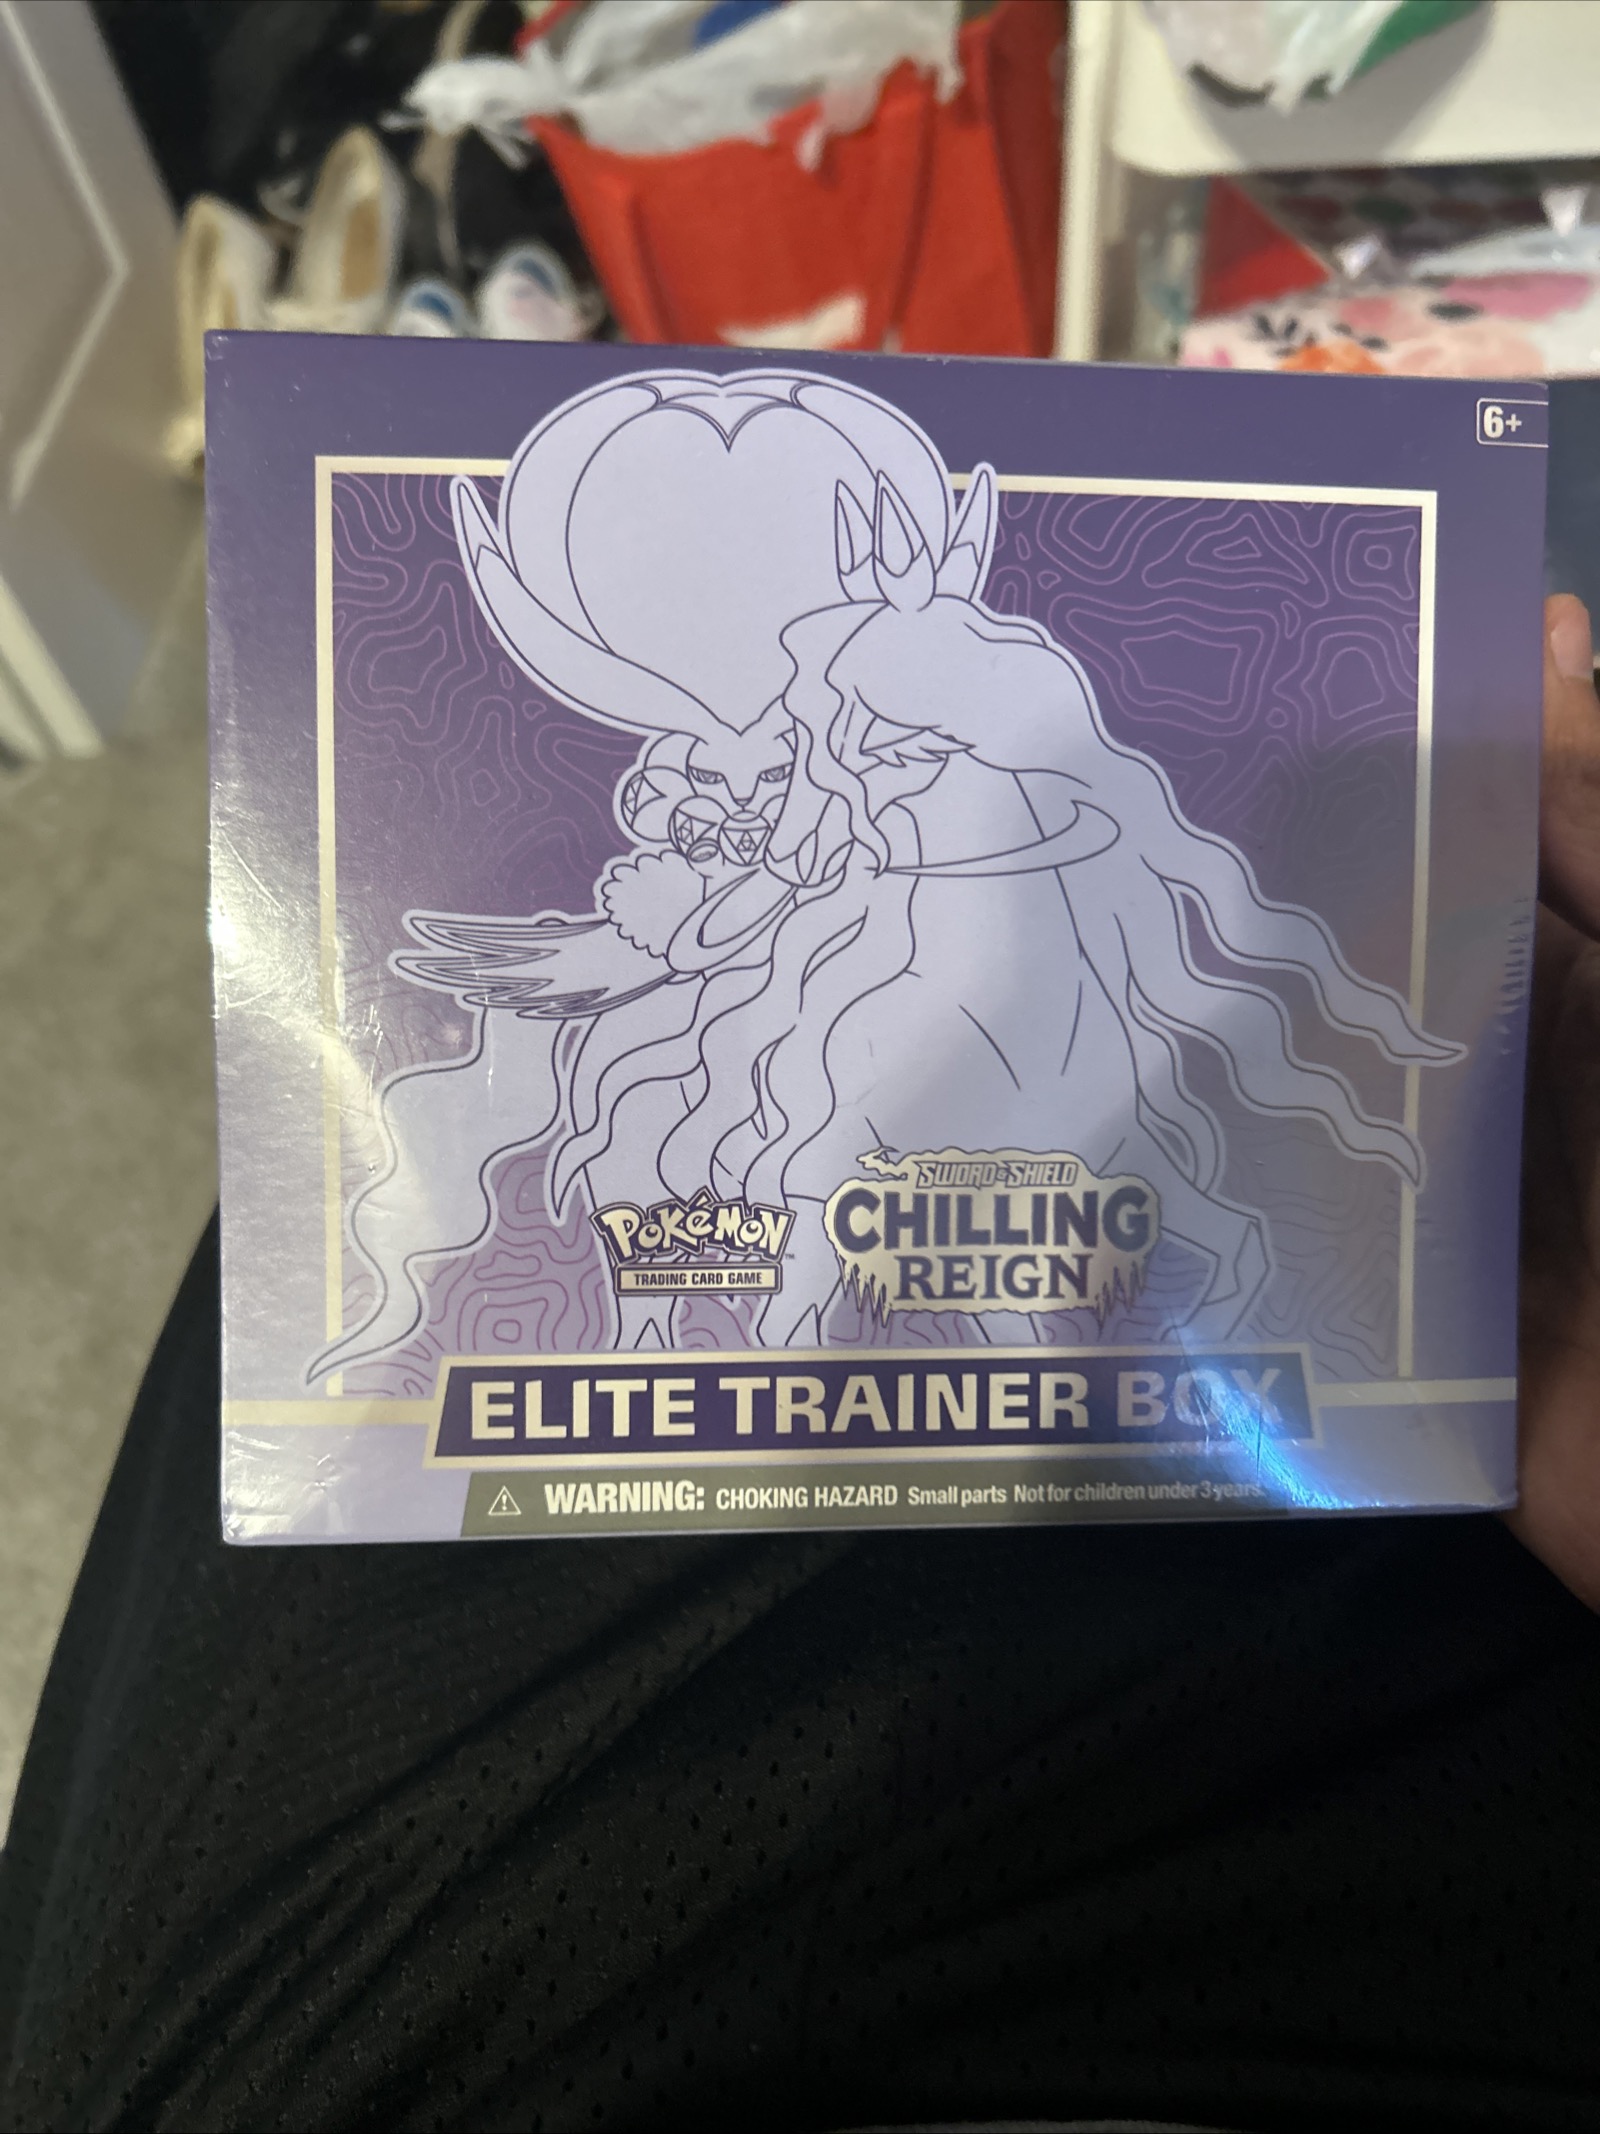 6+
SWORD & SHIELD
CHILLING
REIGN
POKéMON™
TRADING CARD GAME
ELITE TRAINER BOX
WARNING: CHOKING HAZARD Small parts Not for children under 3 years.